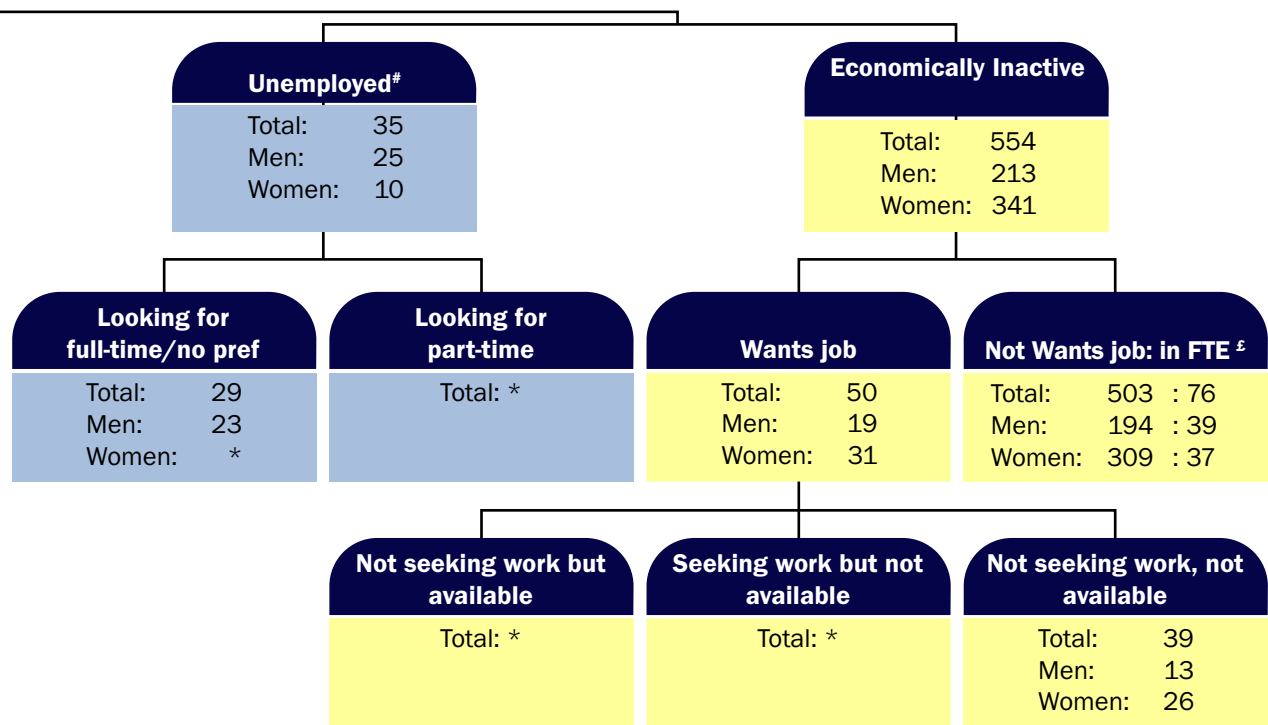 Unemployed#
Total: 35
Men: 25
Women: 10
Economically Inactive
Total: 554
Men: 213
Women: 341
Looking for
full-time/no pref
Total: 29
Men: 23
Women: *
Looking for
part-time
Total: *
Wants job
Total: 50
Men: 19
Women: 31
Not Wants job: in FTE £
Total: 503 : 76
Men: 194 : 39
Women: 309 : 37
Not seeking work but
available
Total: *
Seeking work but not
available
Total: *
Not seeking work, not
available
Total: 39
Men: 13
Women: 26